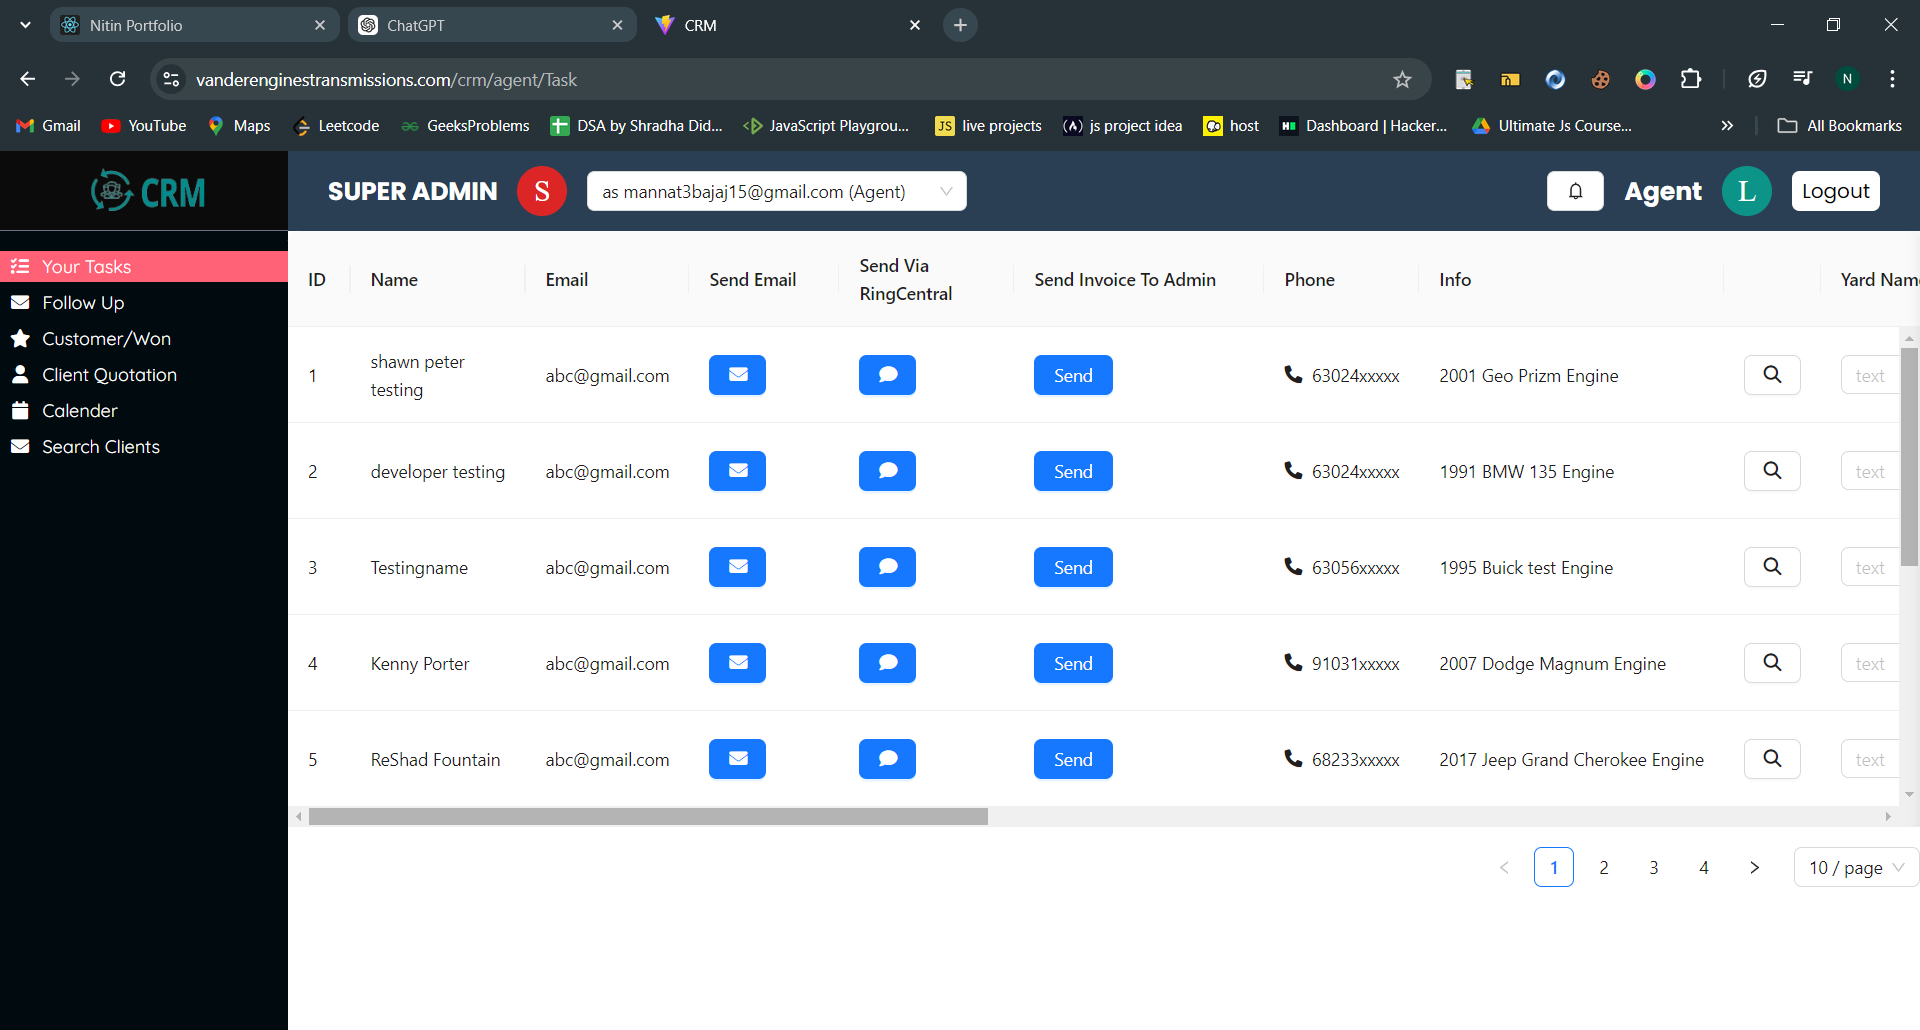 Nitin Portfolio
ChatGPT
CRM
vanderenginestransmissions.com/crm/agent/Task
N
Gmail
YouTube
Maps
Leetcode
GeeksProblems
DSA by Shradha Did...
JavaScript Playgrou...
JS live projects
js project idea
host
Dashboard | Hacker...
Ultimate Js Course...
All Bookmarks
CRM
SUPER ADMIN
S
as mannat3bajaj15@gmail.com (Agent)
Agent
L
Logout
Your Tasks
Follow Up
Customer/Won
Client Quotation
Calender
Search Clients
ID Name Email Send Email Send Via RingCentral Send Invoice To Admin Phone Info Yard Nam
1 shawn peter testing abc@gmail.com Send 63024xxxxx 2001 Geo Prizm Engine text
2 developer testing abc@gmail.com Send 63024xxxxx 1991 BMW 135 Engine text
3 Testingname abc@gmail.com Send 63056xxxxx 1995 Buick test Engine text
4 Kenny Porter abc@gmail.com Send 91031xxxxx 2007 Dodge Magnum Engine text
5 ReShad Fountain abc@gmail.com Send 68233xxxxx 2017 Jeep Grand Cherokee Engine text
1 2 3 4 10 / page